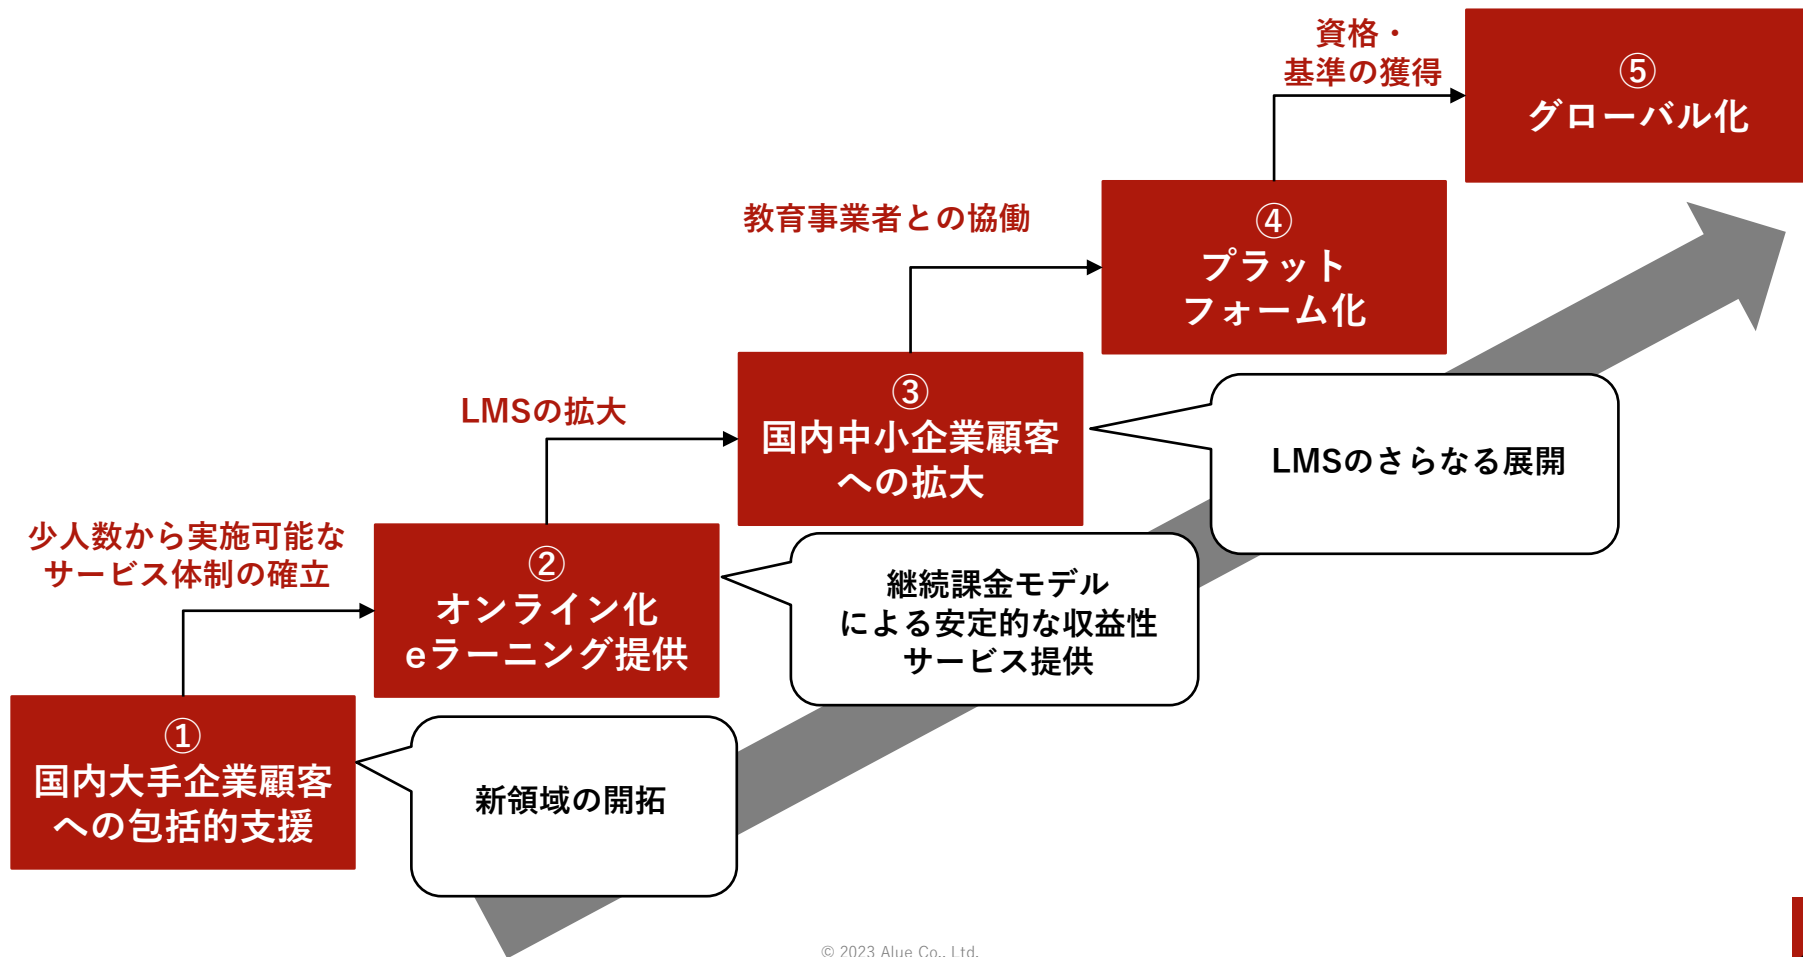 ①
国内大手企業顧客
への包括的支援
新領域の開拓
少人数から実施可能な
サービス体制の確立
②
オンライン化
eラーニング提供
継続課金モデル
による安定的な収益性
サービス提供
LMSの拡大
③
国内中小企業顧客
への拡大
LMSのさらなる展開
教育事業者との協働
④
プラット
フォーム化
資格・
基準の獲得
⑤
グローバル化
© 2023 Alue Co., Ltd.